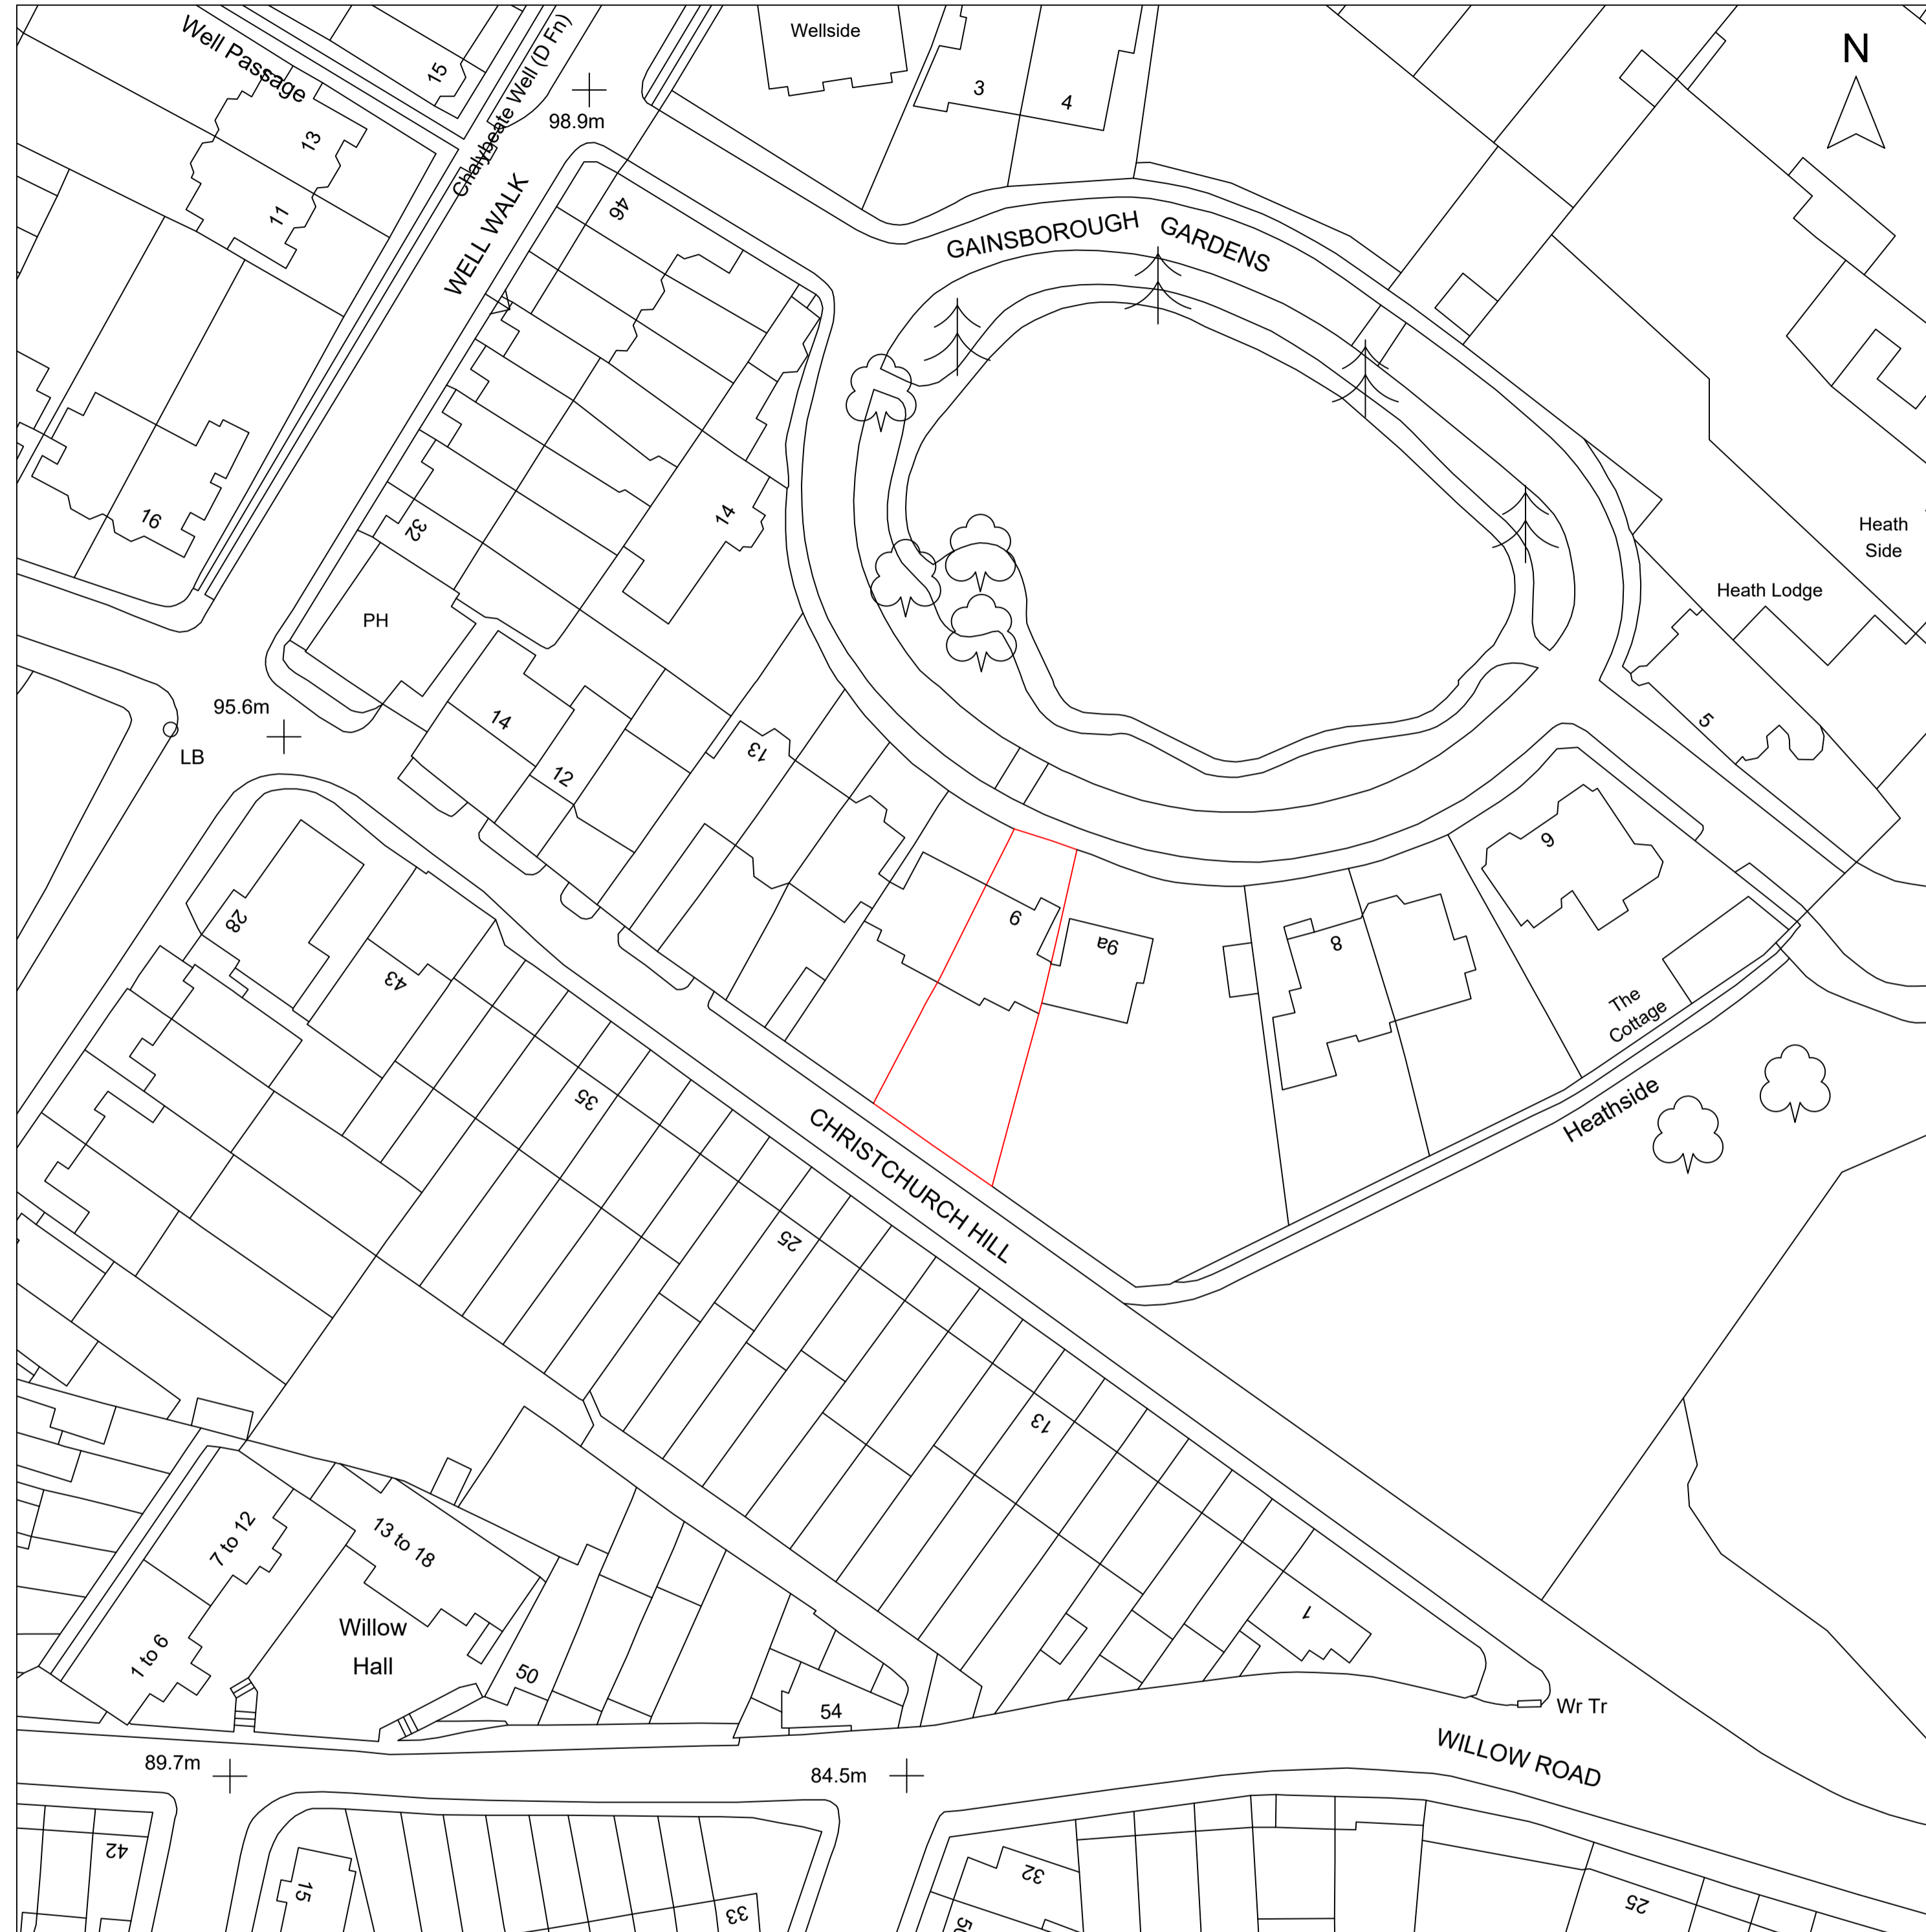 Well Passage
15
Chalybeate Well (D Fn)
Wellside
N
3
4
13
98.9m
11
WELL WALK
46
GAINSBOROUGH GARDENS
16
32
14
Heath
Side
Heath Lodge
PH
95.6m
LB
14
12
13
5
6
28
43
9
9a
8
The
Cottage
Heathside
35
CHRISTCHURCH HILL
25
13
7 to 12
13 to 18
Willow
Hall
1 to 6
50
54
1
Wr Tr
WILLOW ROAD
89.7m
84.5m
42
15
33
32
25